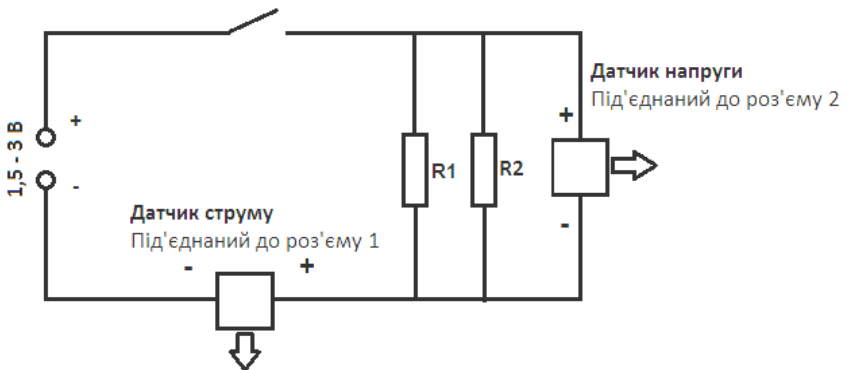 Датчик напруги
Під'єднаний до роз'єму 2
+
+
1,5 - 3 В
-
R1
R2
Датчик струму
Під'єднаний до роз'єму 1
-
-
+